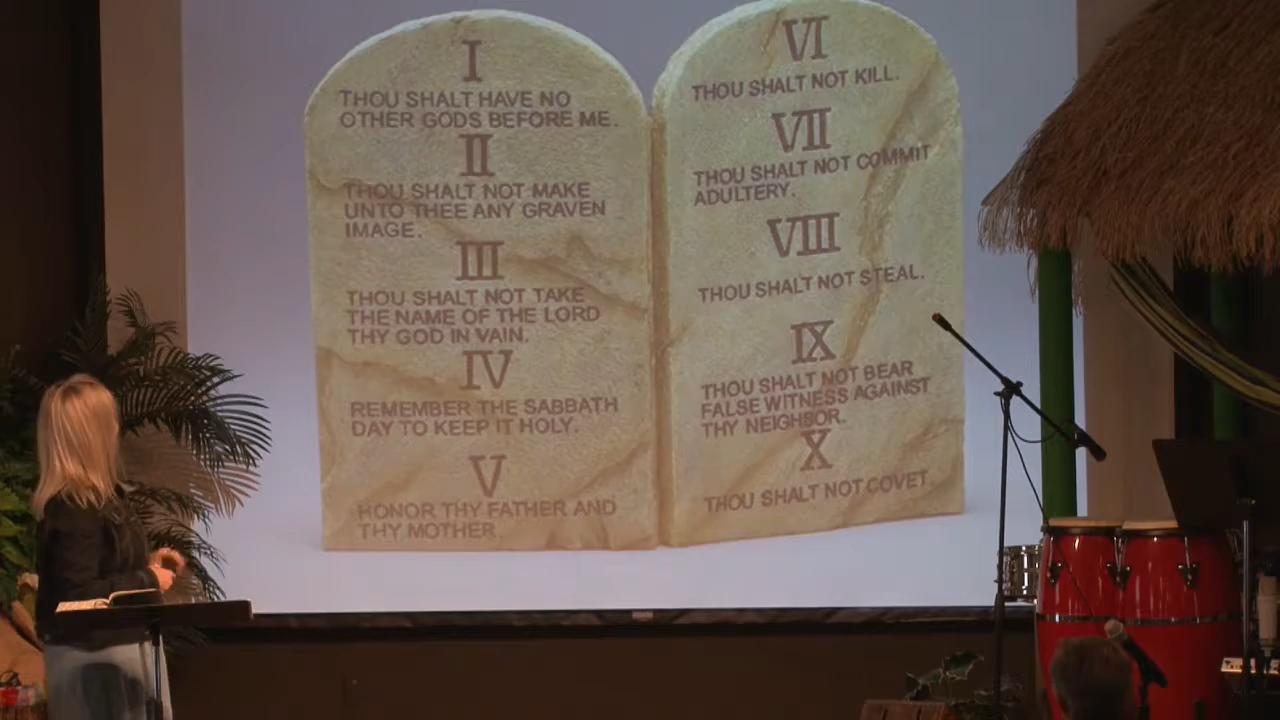 I
THOU SHALT HAVE NO
OTHER GODS BEFORE ME.
II
THOU SHALT NOT MAKE
UNTO THEE ANY GRAVEN
IMAGE.
III
THOU SHALT NOT TAKE
THE NAME OF THE LORD
THY GOD IN VAIN.
IV
REMEMBER THE SABBATH
DAY TO KEEP IT HOLY.
V
HONOR THY FATHER AND
THY MOTHER.
VI
THOU SHALT NOT KILL.
VII
THOU SHALT NOT COMMIT
ADULTERY.
VIII
THOU SHALT NOT STEAL.
IX
THOU SHALT NOT BEAR
FALSE WITNESS AGAINST
THY NEIGHBOR.
X
THOU SHALT NOT COVET.